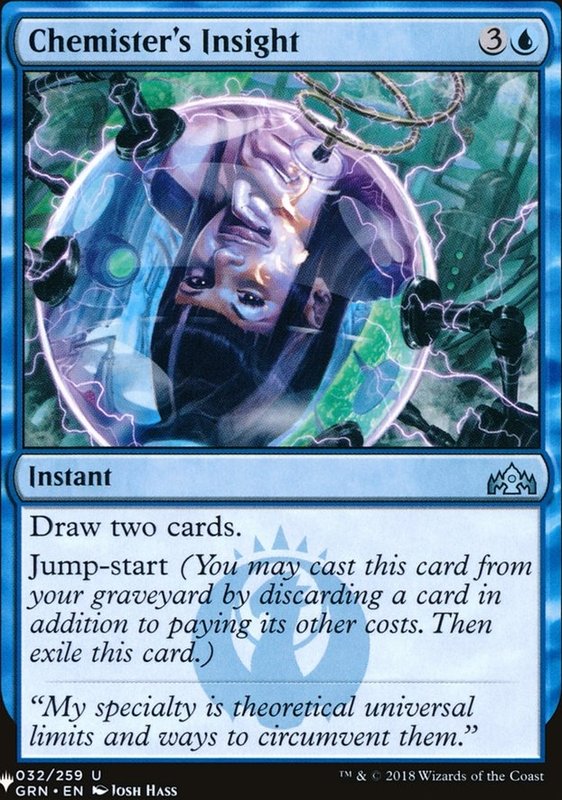 Chemister's Insight 3
Instant
Draw two cards.
Jump-start (You may cast this card from
your graveyard by discarding a card in
addition to paying its other costs. Then
exile this card.)
“My specialty is theoretical universal
limits and ways to circumvent them.”
032/259 U
GRN • EN Josh Hass
™ & © 2018 Wizards of the Coast